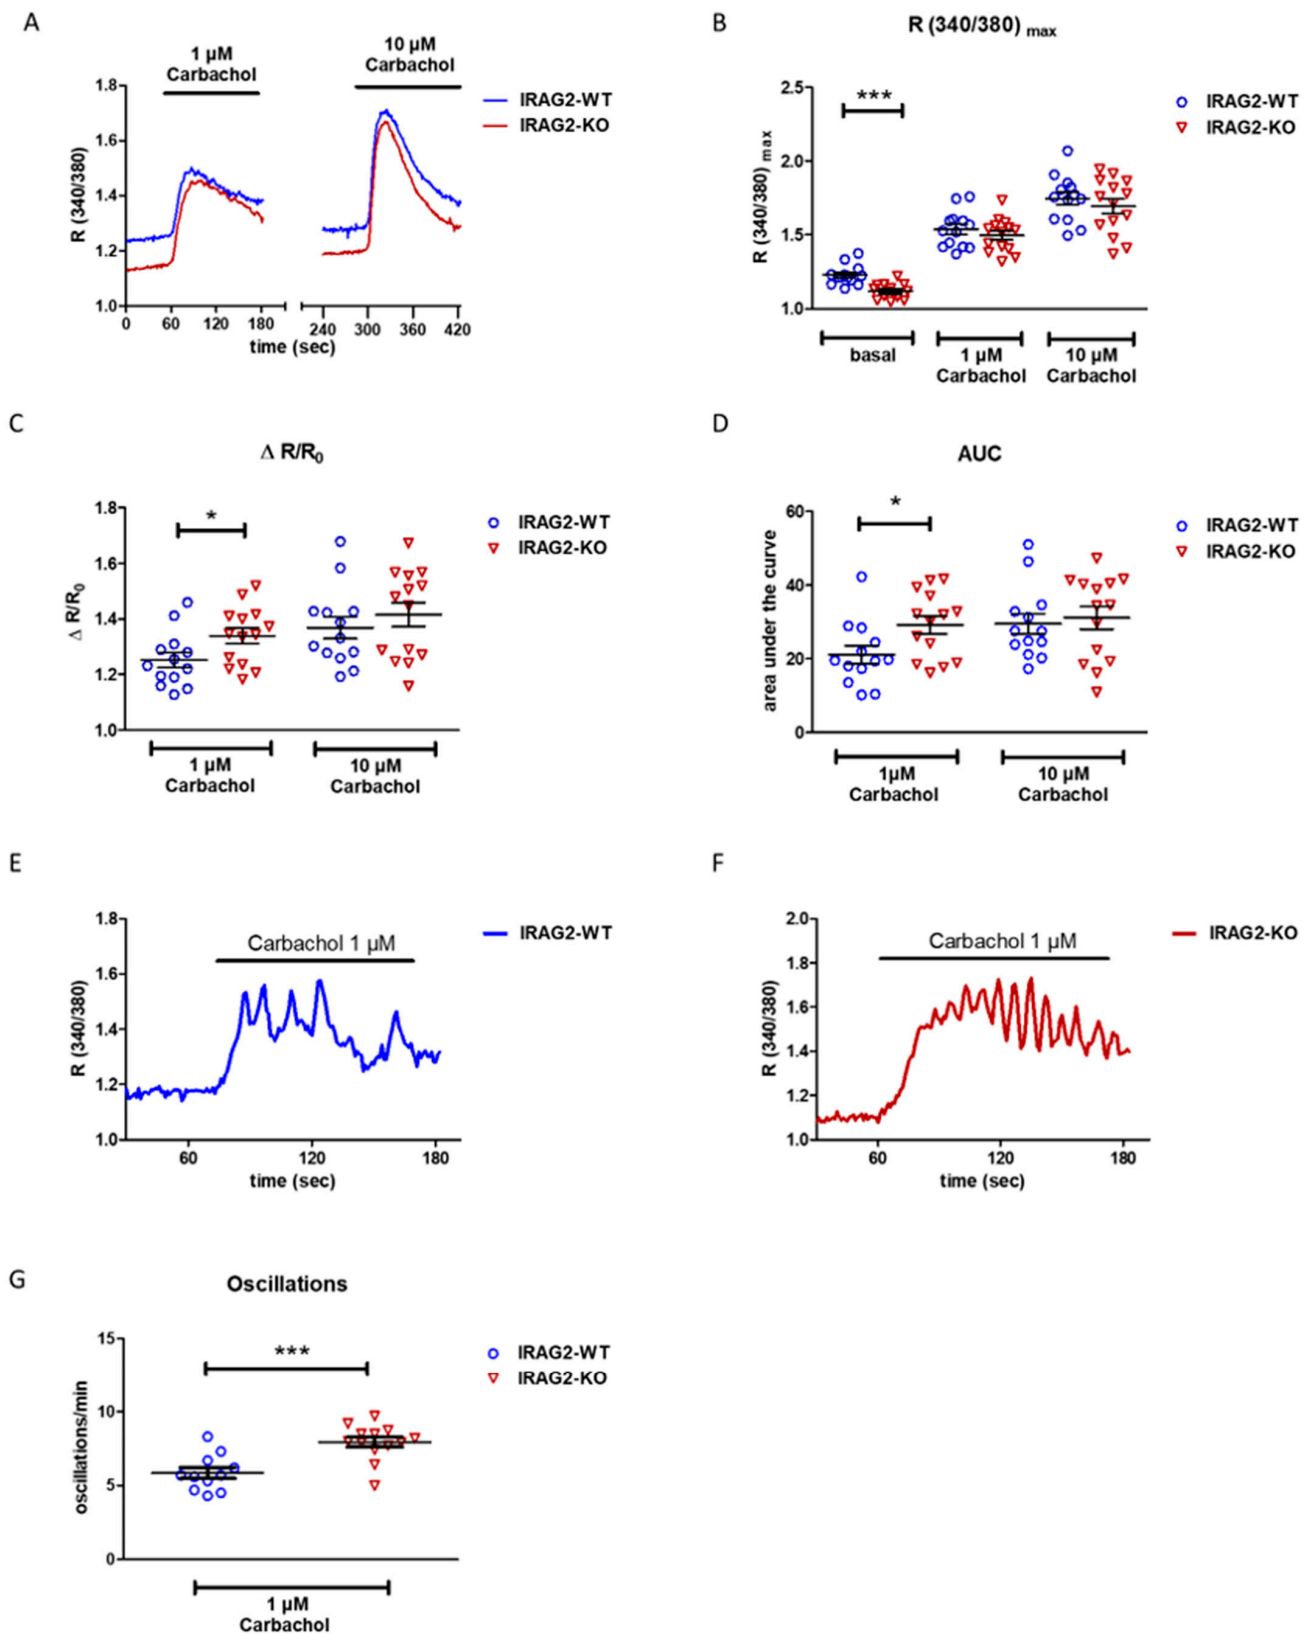 A
1 µM
Carbachol
10 µM
Carbachol
IRAG2-WT
IRAG2-KO
R (340/380)
1.8
1.6
1.4
1.2
1.0
0 60 120 180 240 300 360 420
time (sec)
B
R (340/380) max
R (340/380) max
2.5
2.0
1.5
1.0
***
IRAG2-WT
IRAG2-KO
basal
1 µM
Carbachol
10 µM
Carbachol
C
Δ R/R0
Δ R/R0
1.8
1.6
1.4
1.2
1.0
*
IRAG2-WT
IRAG2-KO
1 µM
Carbachol
10 µM
Carbachol
D
AUC
area under the curve
60
40
20
0
*
IRAG2-WT
IRAG2-KO
1µM
Carbachol
10 µM
Carbachol
E
R (340/380)
1.8
1.6
1.4
1.2
1.0
Carbachol 1 µM
IRAG2-WT
60 120 180
time (sec)
F
R (340/380)
2.0
1.8
1.6
1.4
1.2
1.0
Carbachol 1 µM
IRAG2-KO
60 120 180
time (sec)
G
Oscillations
oscillations/min
15
10
5
0
***
IRAG2-WT
IRAG2-KO
1 µM
Carbachol